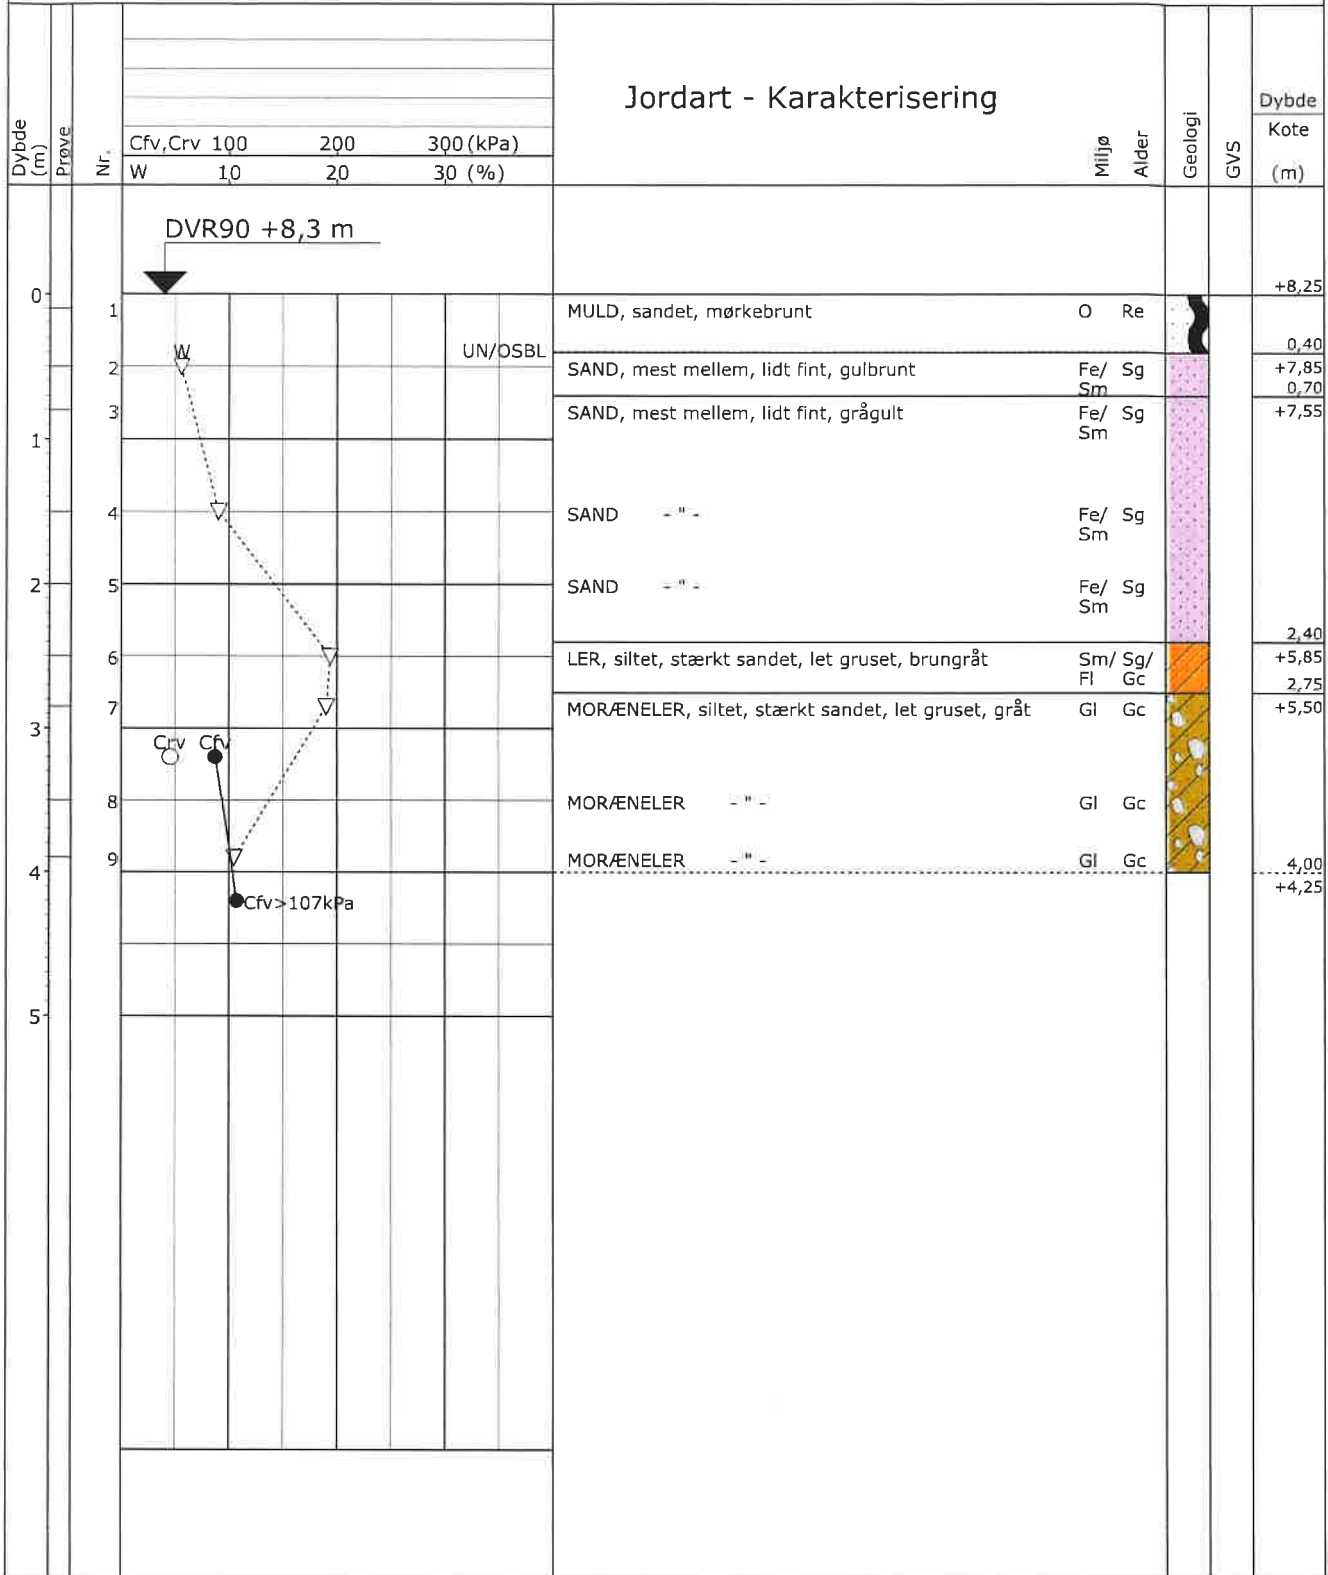 Jordart - Karakterisering
Dybde (m)
Prøve
Nr.
Cfv,Crv 100 200 300 (kPa)
W 10 20 30 (%)
Miljø
Alder
Geologi
GVS
Dybde
Kote
(m)
DVR90 +8,3 m
+8,25
0
1 MULD, sandet, mørkebrunt O Re
0,40
W
UN/OSBL
2 SAND, mest mellem, lidt fint, gulbrunt Fe/ Sg
Sm
+7,85
0,70
3 SAND, mest mellem, lidt fint, grågult Fe/ Sg
Sm
+7,55
1
4 SAND - " - Fe/ Sg
Sm
2
5 SAND - " - Fe/ Sg
Sm
2,40
6 LER, siltet, stærkt sandet, let gruset, brungråt Sm/ Sg/
Fl Gc
+5,85
2,75
7 MORÆNELER, siltet, stærkt sandet, let gruset, gråt Gl Gc
+5,50
3
Crv Cfv
8 MORÆNELER - " - Gl Gc
9 MORÆNELER - " - Gl Gc
4,00
4
+4,25
Cfv>107kPa
5